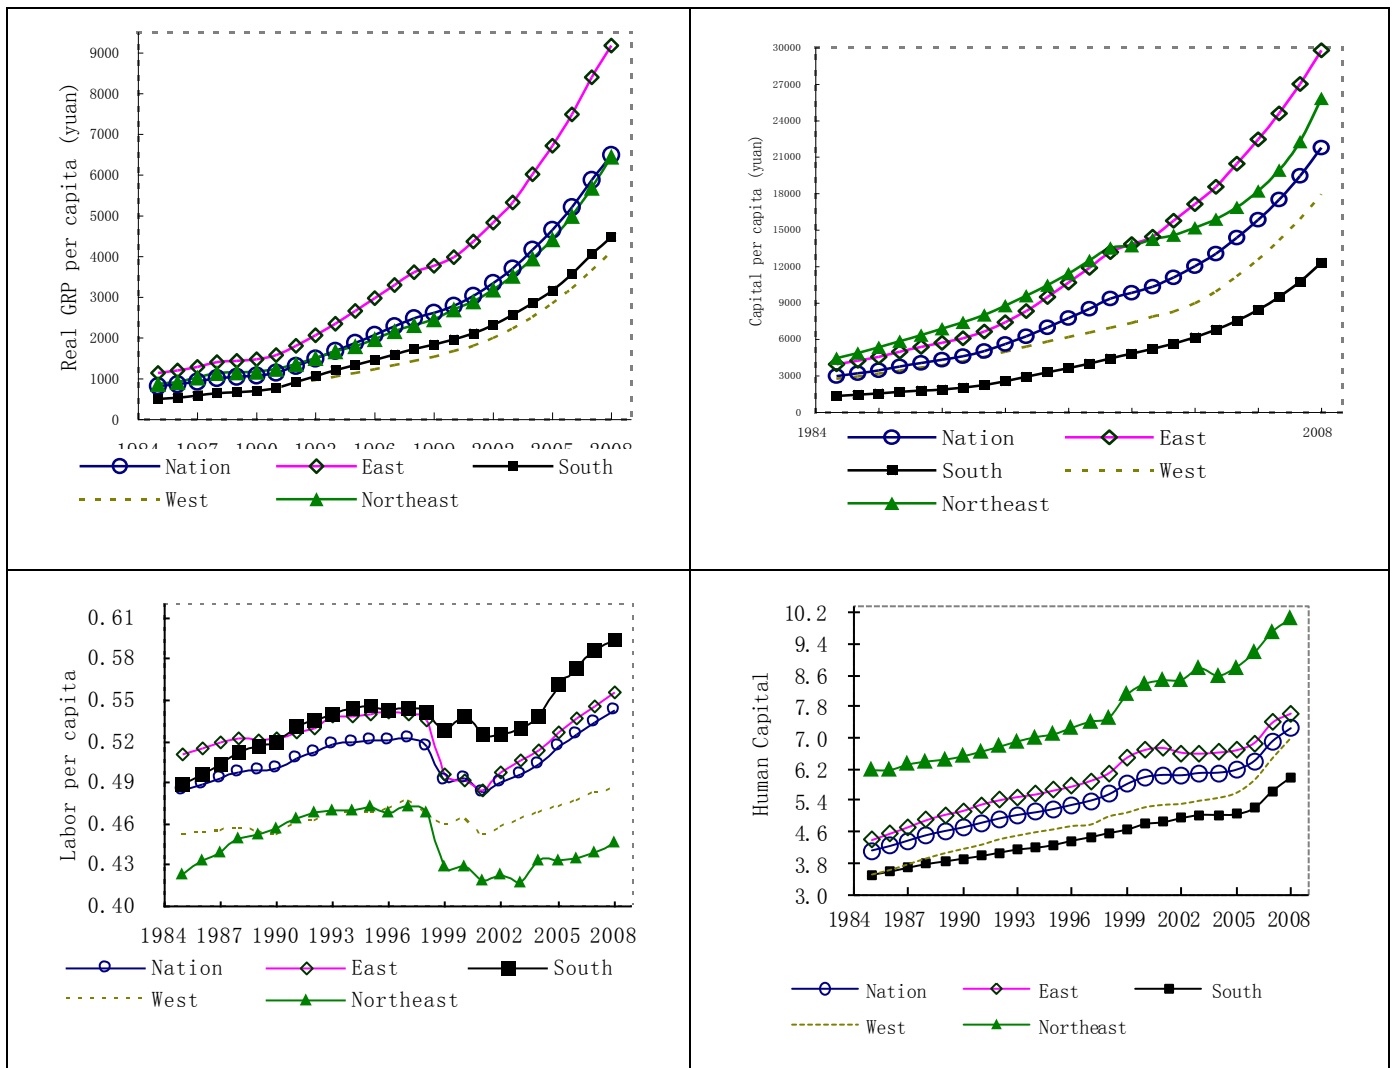 Real GRP per capita (yuan)
9000
8000
7000
6000
5000
4000
3000
2000
1000
0
Nation East South
West Northeast
Capital per capita (yuan)
30000
27000
24000
21000
18000
15000
12000
9000
6000
3000
0
1984 2008
Nation East
South West
Northeast
Labor per capita
0.61
0.58
0.55
0.52
0.49
0.46
0.43
0.40
1984 1987 1990 1993 1996 1999 2002 2005 2008
Nation East South
West Northeast
Human Capital
10.2
9.4
8.6
7.8
7.0
6.2
5.4
4.6
3.8
3.0
1984 1987 1990 1993 1996 1999 2002 2005 2008
Nation East South
West Northeast